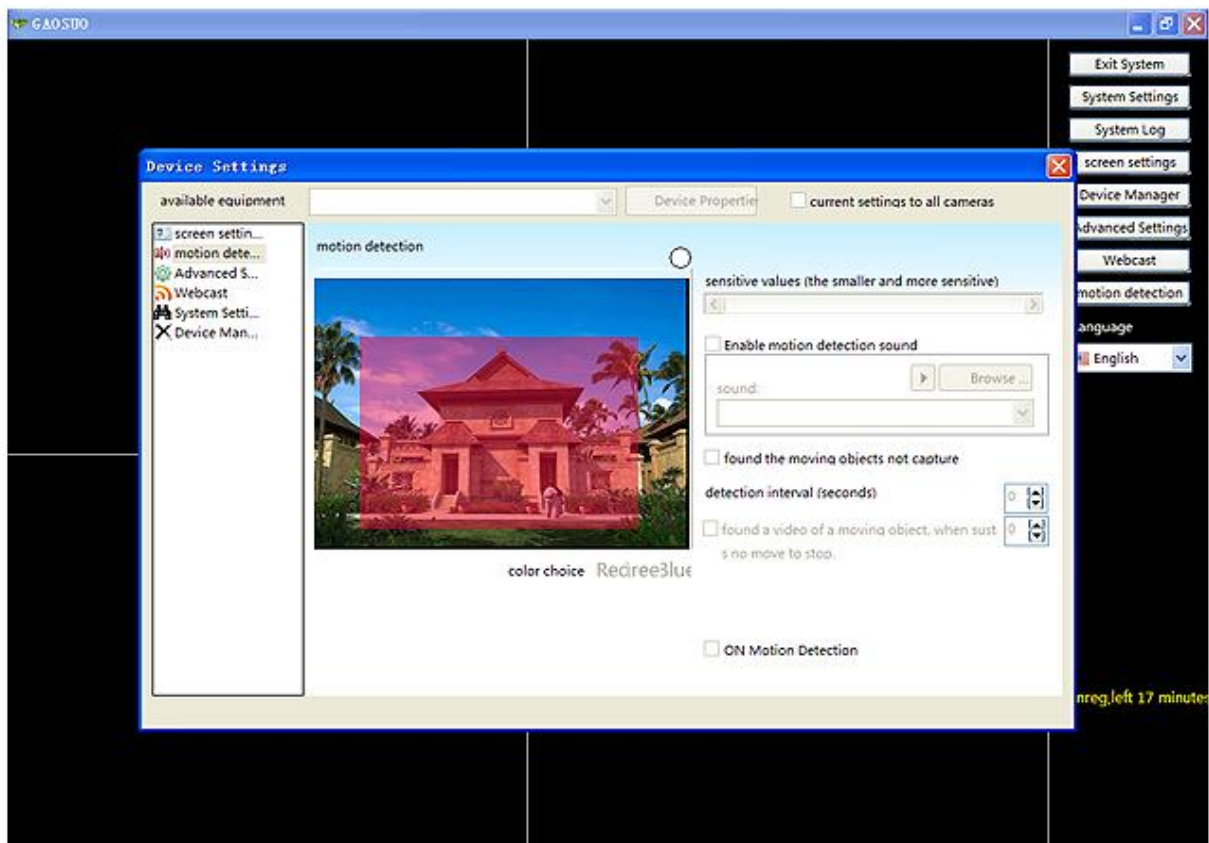 GAOSUO
Exit System
System Settings
System Log
screen settings
Device Manager
Advanced Settings
Webcast
motion detection
anguage
English
nreg,left 17 minutes
Device Settings
available equipment
Device Propertie
current settings to all cameras
screen settin...
motion dete...
Advanced S...
Webcast
System Setti...
Device Man...
motion detection
color choice
sensitive values (the smaller and more sensitive)
Enable motion detection sound
sound:
Browse ...
found the moving objects not capture
detection interval (seconds)
0
found a video of a moving object, when sust
0
s no move to stop.
ON Motion Detection